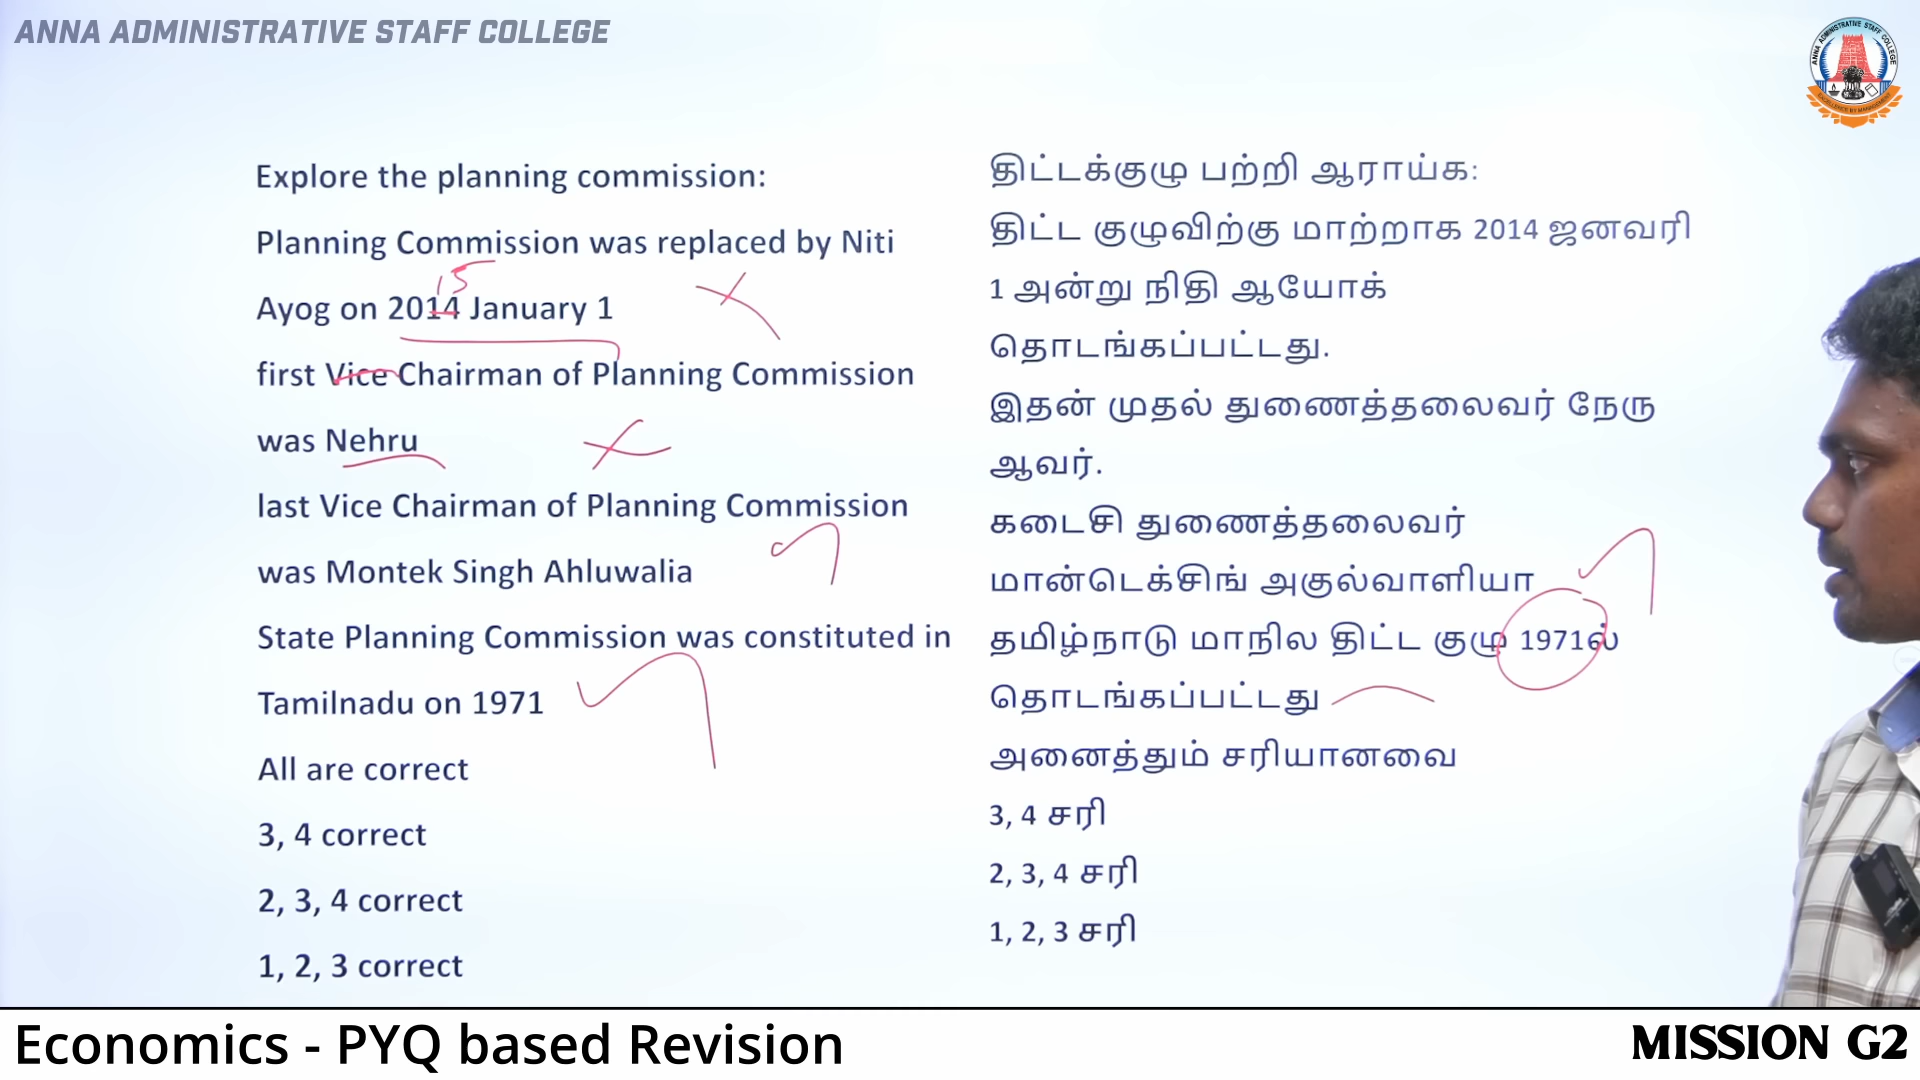 ANNA ADMINISTRATIVE STAFF COLLEGE
Explore the planning commission:
Planning Commission was replaced by Niti
15
Ayog on 2014 January 1
first Vice Chairman of Planning Commission
was Nehru
last Vice Chairman of Planning Commission
was Montek Singh Ahluwalia
State Planning Commission was constituted in
Tamilnadu on 1971
All are correct
3, 4 correct
2, 3, 4 correct
1, 2, 3 correct
திட்டக்குழு பற்றி ஆராய்க:
திட்ட குழுவிற்கு மாற்றாக 2014 ஜனவரி
1 அன்று நிதி ஆயோக்
தொடங்கப்பட்டது.
இதன் முதல் துணைத்தலைவர் நேரு
ஆவர்.
கடைசி துணைத்தலைவர்
மான்டெக்சிங் அகுல்வாளியா
தமிழ்நாடு மாநில திட்ட குழு 1971ல்
தொடங்கப்பட்டது
அனைத்தும் சரியானவை
3, 4 சரி
2, 3, 4 சரி
1, 2, 3 சரி
ANNA ADMINISTRATIVE STAFF COLLEGE
Economics - PYQ based Revision
MISSION G2